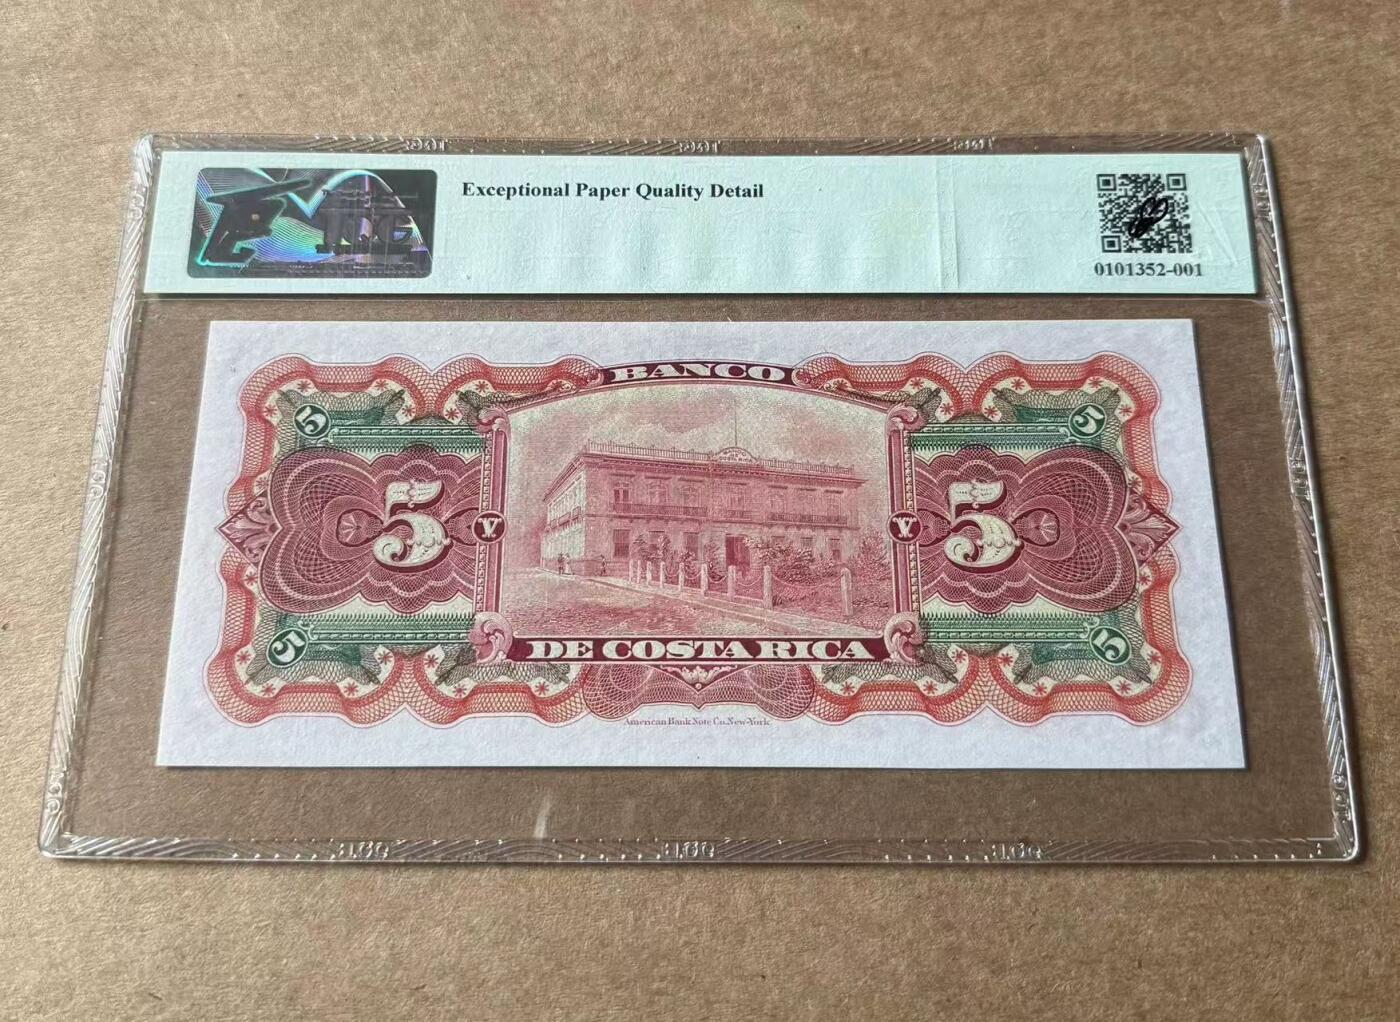 Exceptional Paper Quality Detail
0101352-001
BANCO
5 5
5 V V 5
5 5
DE COSTA RICA
American Bank Note Co. New-York.